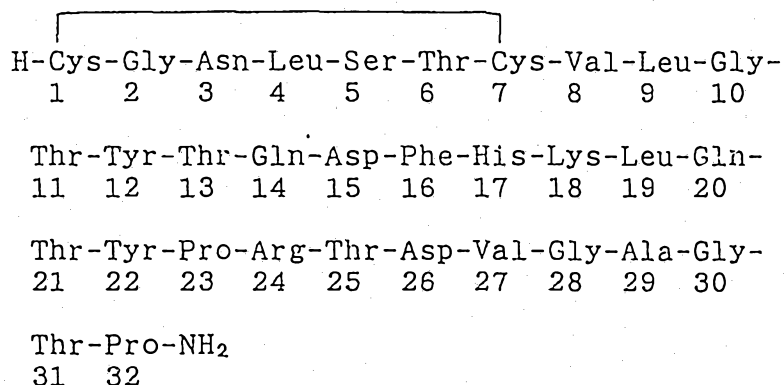 H-Cys-Gly-Asn-Leu-Ser-Thr-Cys-Val-Leu-Gly-
1 2 3 4 5 6 7 8 9 10
Thr-Tyr-Thr-Gln-Asp-Phe-His-Lys-Leu-Gln-
11 12 13 14 15 16 17 18 19 20
Thr-Tyr-Pro-Arg-Thr-Asp-Val-Gly-Ala-Gly-
21 22 23 24 25 26 27 28 29 30
Thr-Pro-NH₂
31 32